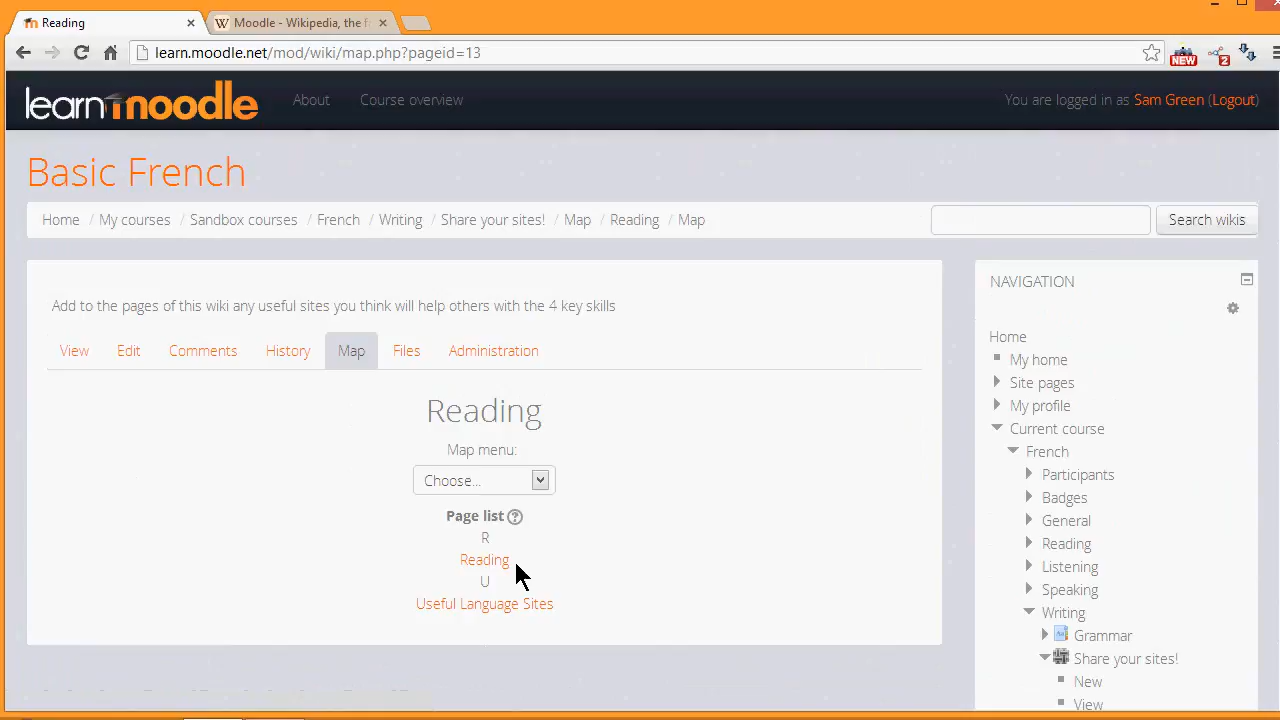 Reading
Moodle - Wikipedia, the f
learn.moodle.net/mod/wiki/map.php?pageid=13
NEW
2
learn moodle
About
Course overview
You are logged in as Sam Green (Logout)
Basic French
Home / My courses / Sandbox courses / French / Writing / Share your sites! / Map / Reading / Map
Search wikis
Add to the pages of this wiki any useful sites you think will help others with the 4 key skills
View
Edit
Comments
History
Map
Files
Administration
Reading
Map menu:
Choose...
Page list
R
Reading
U
Useful Language Sites
NAVIGATION
Home
My home
Site pages
My profile
Current course
French
Participants
Badges
General
Reading
Listening
Speaking
Writing
Grammar
Share your sites!
New
View